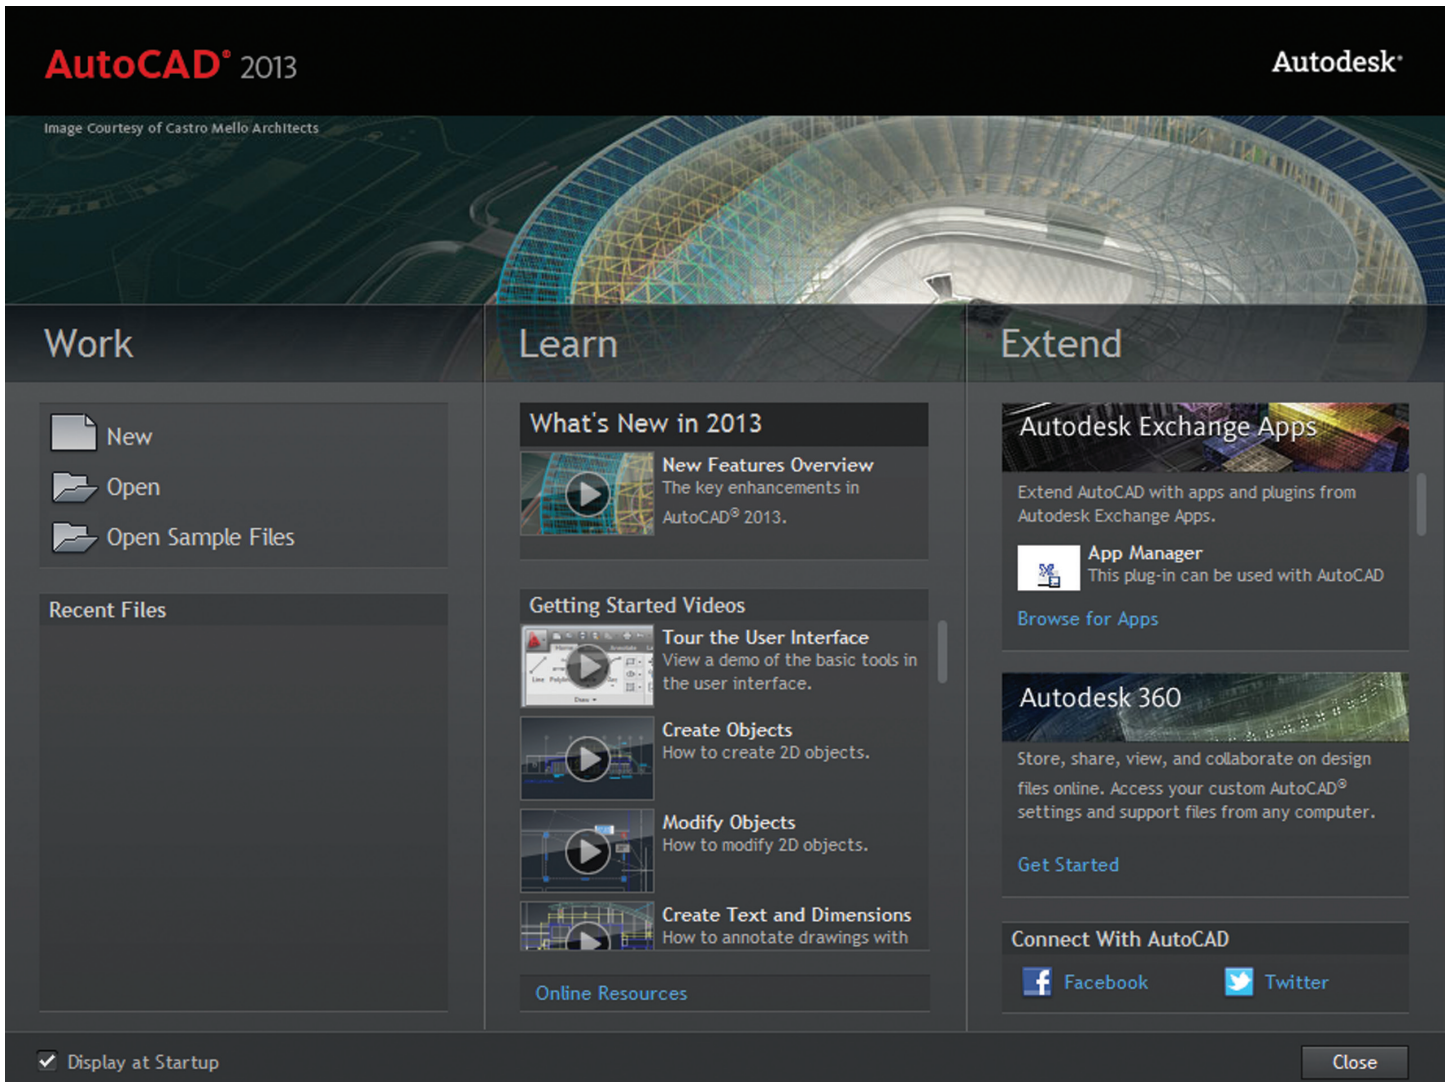 AutoCAD® 2013
Autodesk®
Image Courtesy of Castro Mello Architects
Work
New
Open
Open Sample Files
Recent Files
Learn
What's New in 2013
New Features Overview
The key enhancements in
AutoCAD® 2013.
Getting Started Videos
Tour the User Interface
View a demo of the basic tools in
the user interface.
Create Objects
How to create 2D objects.
Modify Objects
How to modify 2D objects.
Create Text and Dimensions
How to annotate drawings with
Online Resources
Extend
Autodesk Exchange Apps
Extend AutoCAD with apps and plugins from
Autodesk Exchange Apps.
App Manager
This plug-in can be used with AutoCAD
Browse for Apps
Autodesk 360
Store, share, view, and collaborate on design
files online. Access your custom AutoCAD®
settings and support files from any computer.
Get Started
Connect With AutoCAD
Facebook
Twitter
Display at Startup
Close